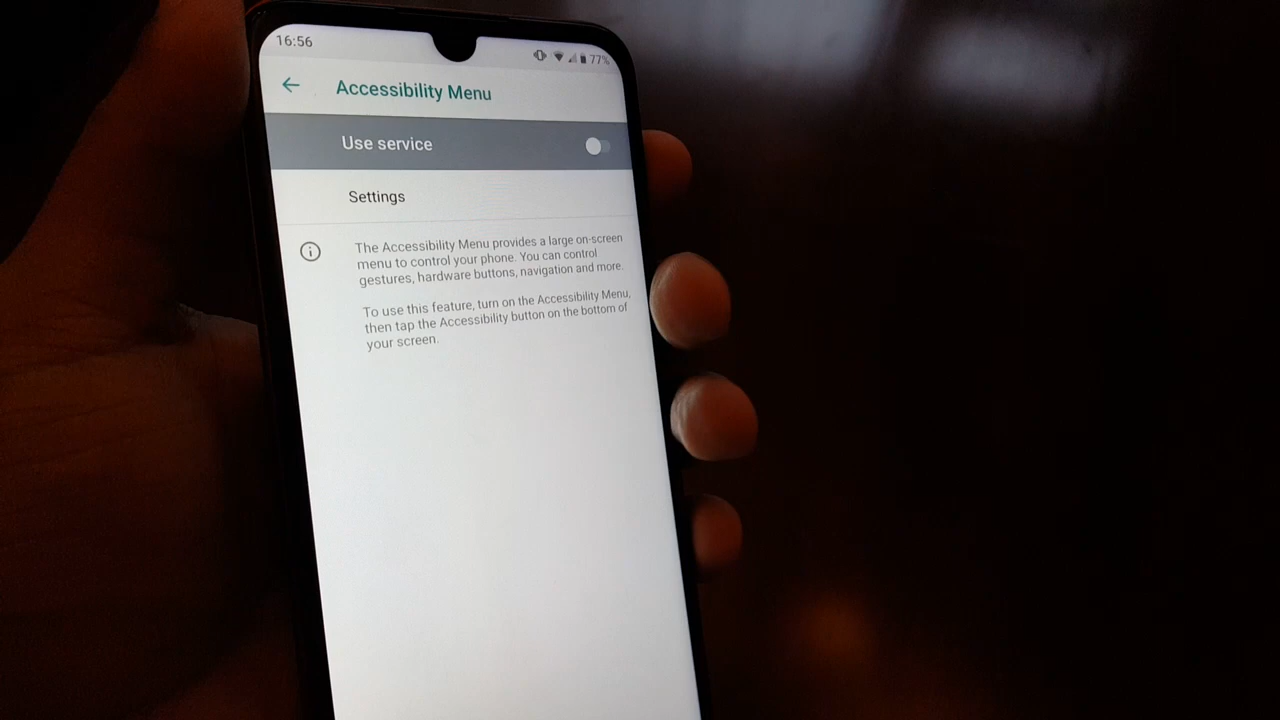 16:56
77%
Accessibility Menu
Use service
Settings
The Accessibility Menu provides a large on-screen
menu to control your phone. You can control
gestures, hardware buttons, navigation and more.
To use this feature, turn on the Accessibility Menu,
then tap the Accessibility button on the bottom of
your screen.